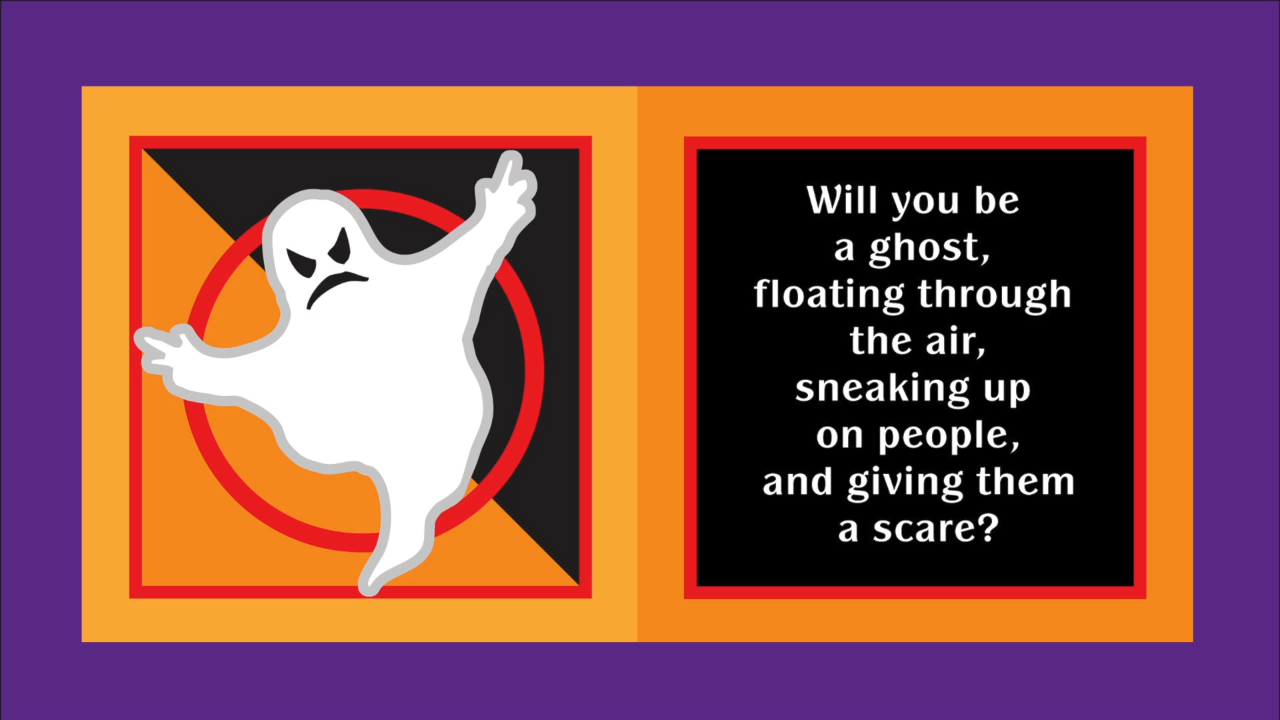 Will you be
a ghost,
floating through
the air,
sneaking up
on people,
and giving them
a scare?